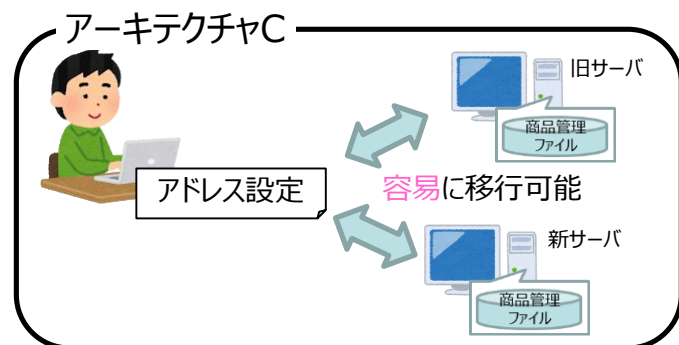 アーキテクチャC
旧サーバ
商品管理
ファイル
アドレス設定
容易に移行可能
新サーバ
商品管理
ファイル